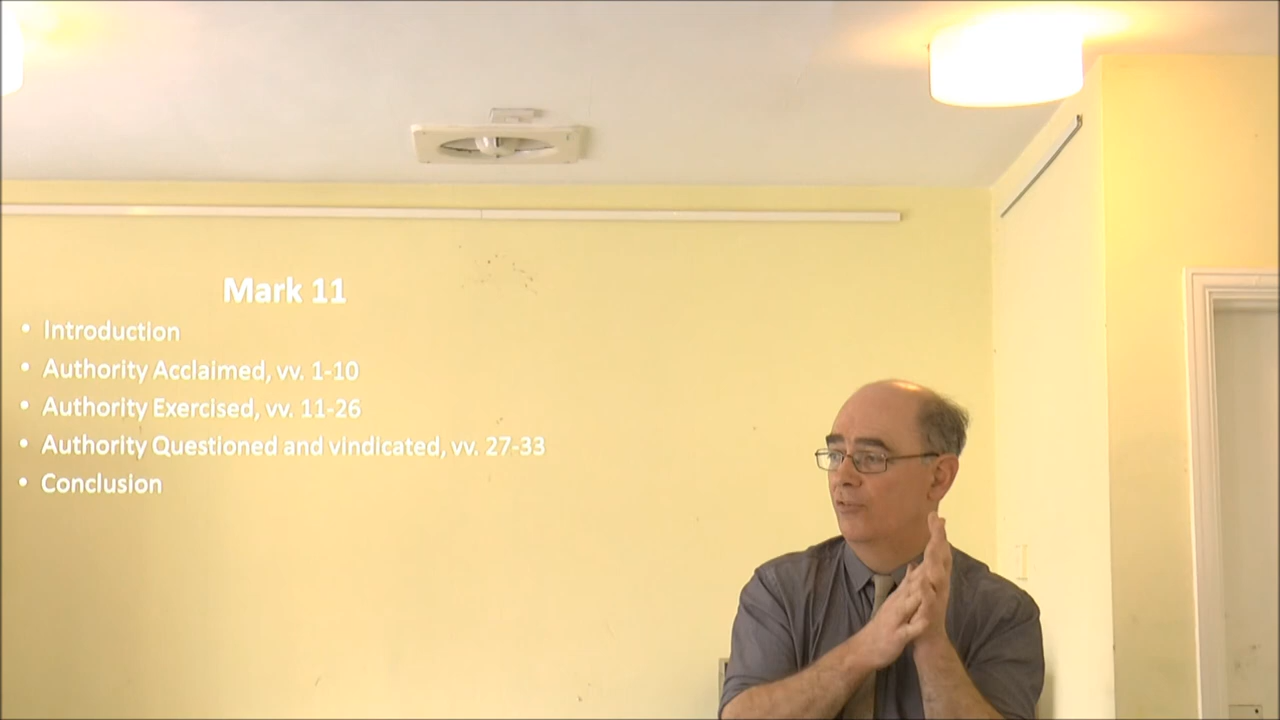 Mark 11
• Introduction
• Authority Acclaimed, vv. 1-10
• Authority Exercised, vv. 11-26
• Authority Questioned and vindicated, vv. 27-33
• Conclusion